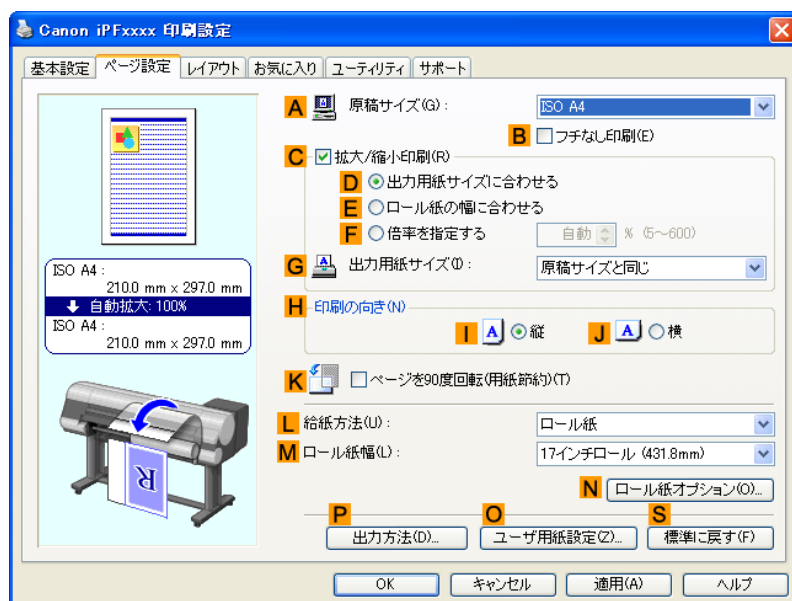 Canon iPFxxxx 印刷設定
基本設定 ページ設定 レイアウト お気に入り ユーティリティ サポート
A 原稿サイズ(G) : ISO A4
B フチなし印刷(E)
C 拡大/縮小印刷(R)
D 出力用紙サイズに合わせる
E ロール紙の幅に合わせる
F 倍率を指定する 自動 % (5～600)
G 出力用紙サイズ(I) : 原稿サイズと同じ
ISO A4 :
210.0 mm x 297.0 mm
自動拡大: 100%
ISO A4 :
210.0 mm x 297.0 mm
H 印刷の向き(N)
I A 縦 J A 横
K ページを90度回転(用紙節約)(T)
L 給紙方法(U) : ロール紙
M ロール紙幅(L) : 17インチロール (431.8mm)
R
N ロール紙オプション(O)...
P O S
出力方法(D)... ユーザ用紙設定(Z)... 標準に戻す(F)
OK キャンセル 適用(A) ヘルプ